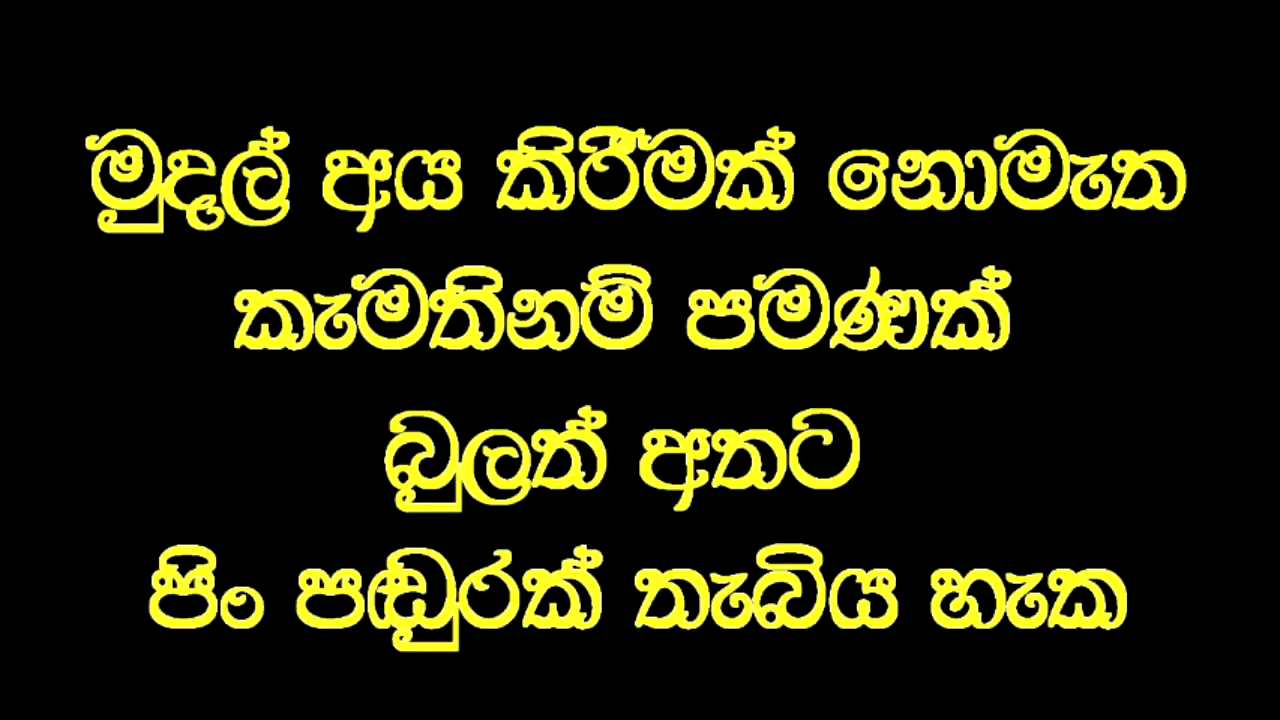 මුදල් අය කිරීමක් නොමැත
කැමතිනම් පමණක්
බුලත් අතට
පිං පඬුරක් තැබිය හැක